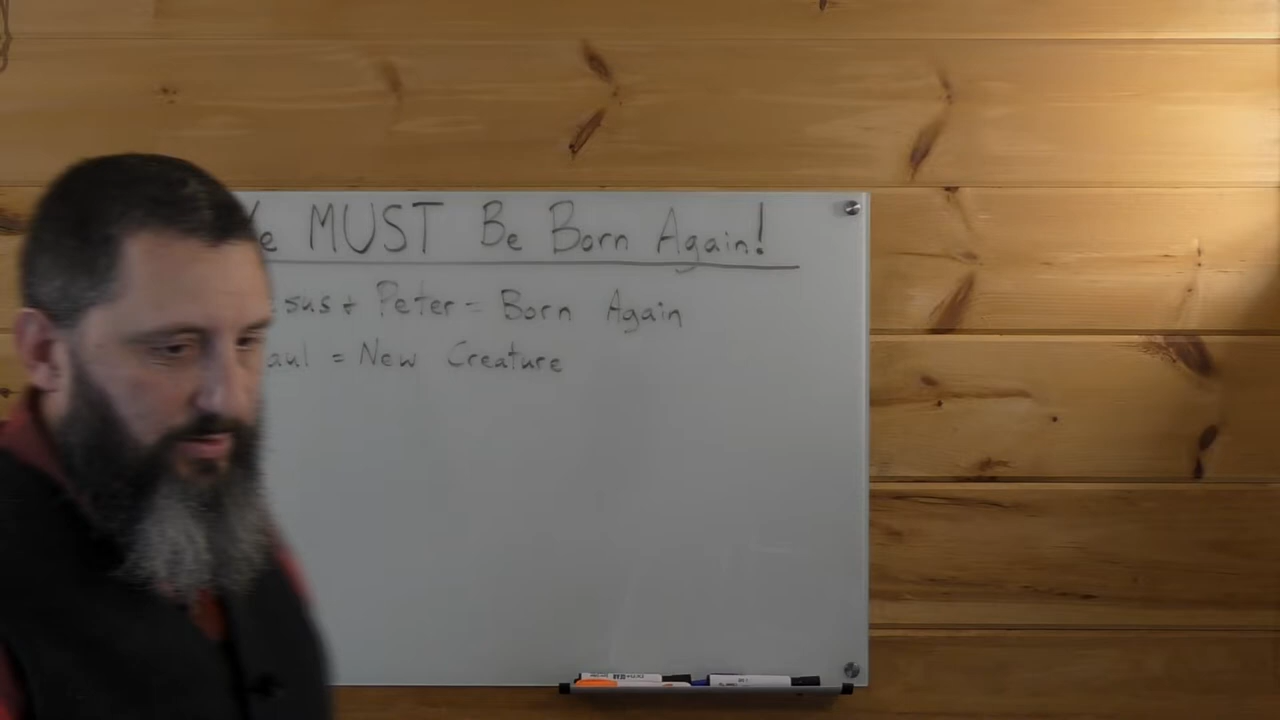 e MUST Be Born Again!
sus + Peter = Born Again
aul = New Creature